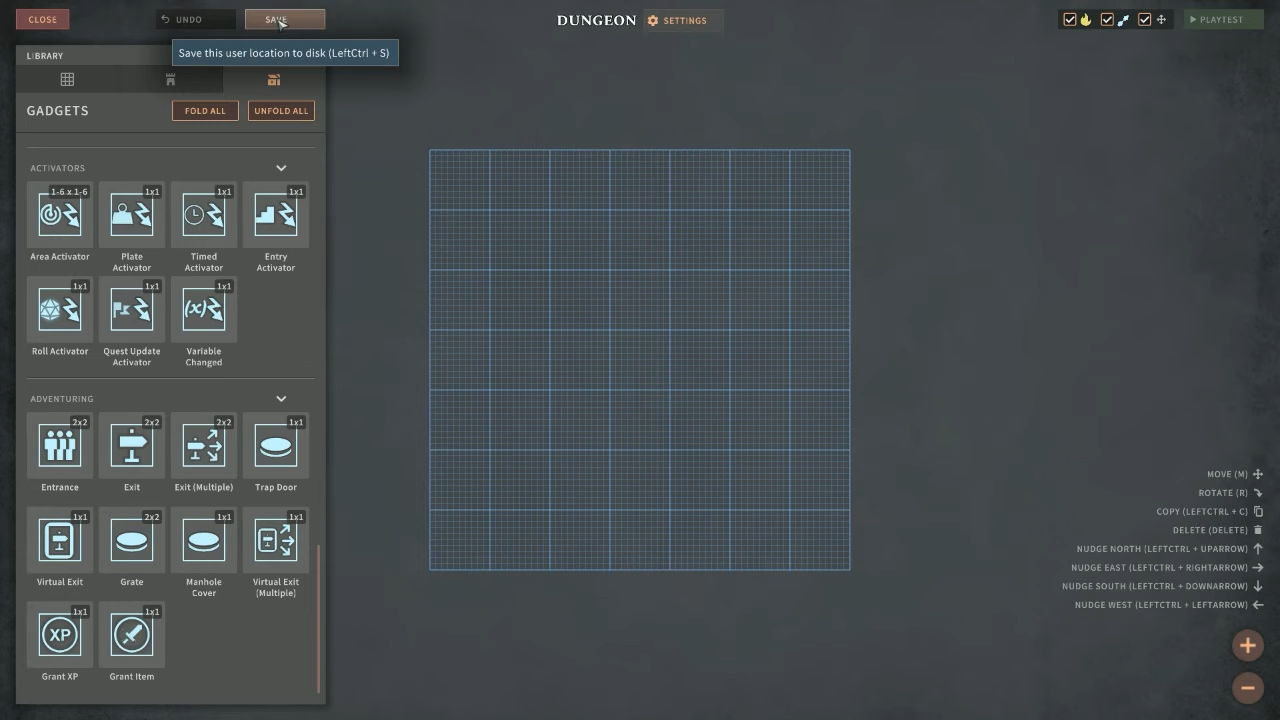 CLOSE
UNDO
SAVE
DUNGEON
SETTINGS
PLAYTEST
Save this user location to disk (LeftCtrl + S)
LIBRARY
GADGETS
FOLD ALL
UNFOLD ALL
ACTIVATORS
1-6 x 1-6
1x1
1x1
1x1
Area Activator
Plate Activator
Timed Activator
Entry Activator
1x1
1x1
1x1
(x)
Roll Activator
Quest Update Activator
Variable Changed
ADVENTURING
2x2
2x2
2x2
1x1
Entrance
Exit
Exit (Multiple)
Trap Door
1x1
2x2
1x1
1x1
Virtual Exit
Grate
Manhole Cover
Virtual Exit (Multiple)
1x1
1x1
XP
Grant XP
Grant Item
MOVE (M)
ROTATE (R)
COPY (LEFTCTRL + C)
DELETE (DELETE)
NUDGE NORTH (LEFTCTRL + UPARROW)
NUDGE EAST (LEFTCTRL + RIGHTARROW)
NUDGE SOUTH (LEFTCTRL + DOWNARROW)
NUDGE WEST (LEFTCTRL + LEFTARROW)